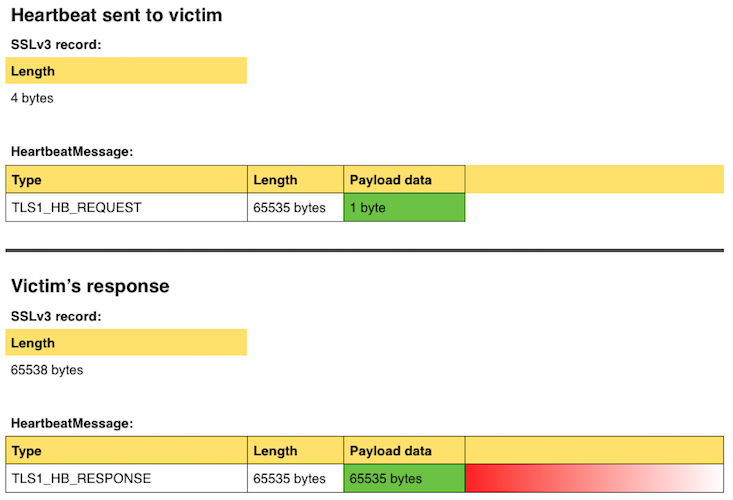 Heartbeat sent to victim
SSLv3 record:
Length
4 bytes
HeartbeatMessage:
Type Length Payload data
TLS1_HB_REQUEST 65535 bytes 1 byte
Victim’s response
SSLv3 record:
Length
65538 bytes
HeartbeatMessage:
Type Length Payload data
TLS1_HB_RESPONSE 65535 bytes 65535 bytes